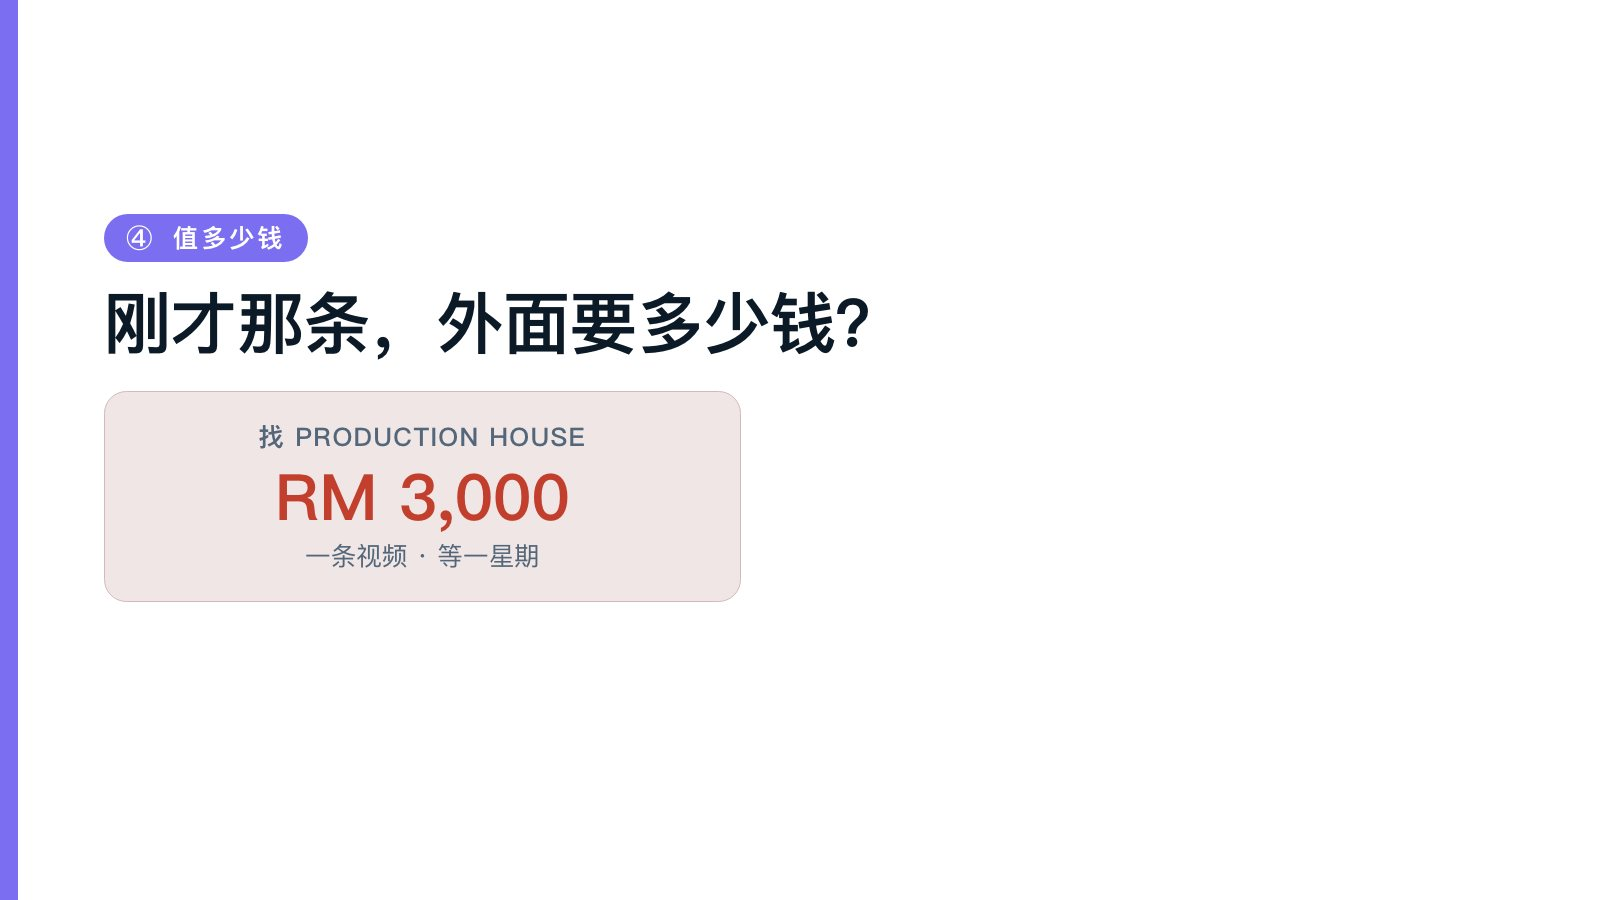 ④ 值多少钱
刚才那条，外面要多少钱？
找 PRODUCTION HOUSE
RM 3,000
一条视频 · 等一星期